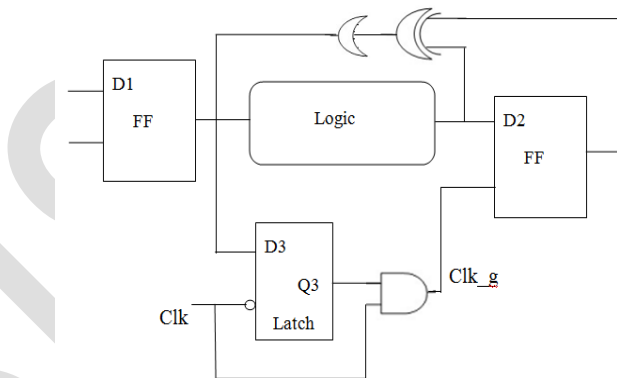 D1
FF
Logic
D2
FF
D3
Q3
Latch
Clk
Clk_g